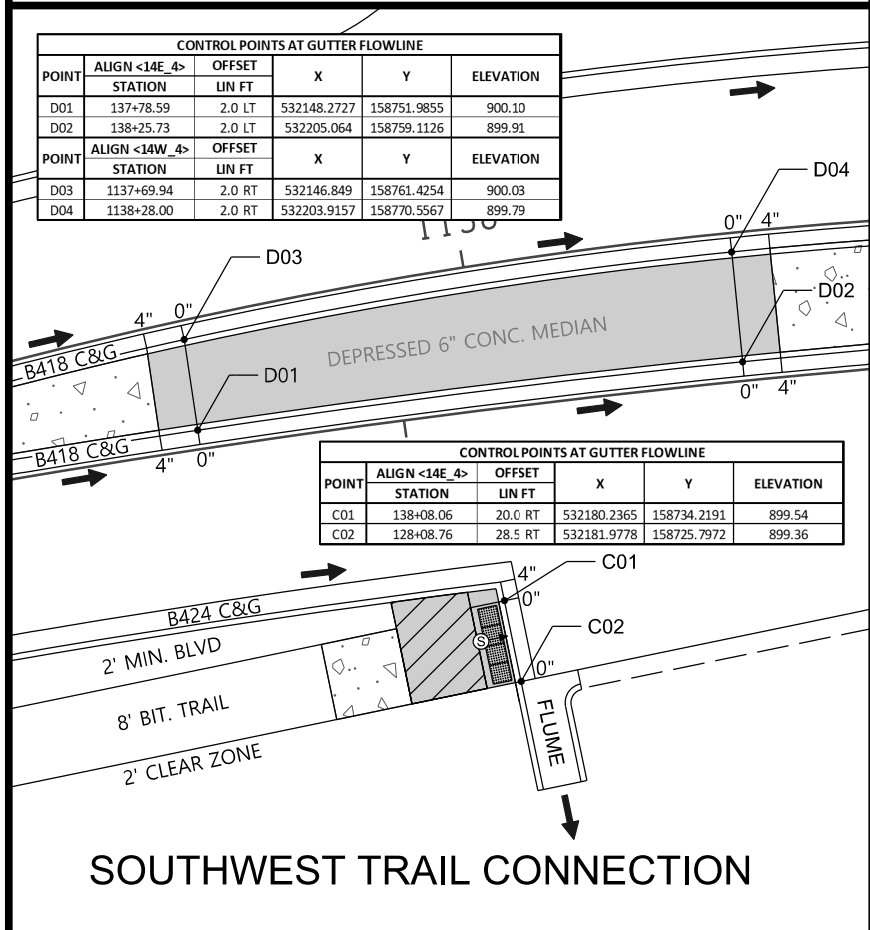 CONTROL POINTS AT GUTTER FLOWLINE
POINT ALIGN <14E_4> OFFSET X Y ELEVATION
STATION LIN FT
D01 137+78.59 2.0 LT 532148.2727 158751.9855 900.10
D02 138+25.73 2.0 LT 532205.064 158759.1126 899.91
POINT ALIGN <14W_4> OFFSET X Y ELEVATION
STATION LIN FT
D03 1137+69.94 2.0 RT 532146.849 158761.4254 900.03
D04 1138+28.00 2.0 RT 532203.9157 158770.5567 899.79
D04
0" 4"
D03
D02
4" 0"
B418 C&G
DEPRESSED 6" CONC. MEDIAN
D01
0" 4"
B418 C&G
4" 0"
CONTROL POINTS AT GUTTER FLOWLINE
POINT ALIGN <14E_4> OFFSET X Y ELEVATION
STATION LIN FT
C01 138+08.06 20.0 RT 532180.2365 158734.2191 899.54
C02 128+08.76 28.5 RT 532181.9778 158725.7972 899.36
C01
4"
0"
B424 C&G
C02
2' MIN. BLVD
S
0"
8' BIT. TRAIL
FLUME
2' CLEAR ZONE
SOUTHWEST TRAIL CONNECTION